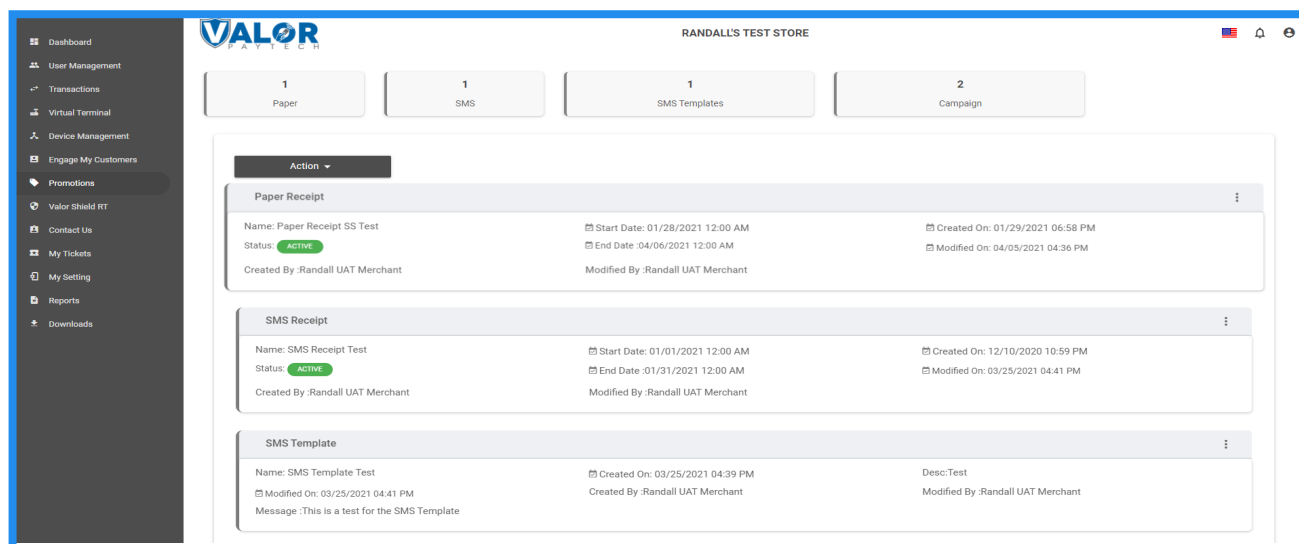 VALOR
PAYTECH
RANDALL'S TEST STORE
Dashboard
User Management
Transactions
Virtual Terminal
Device Management
Engage My Customers
Promotions
Valor Shield RT
Contact Us
My Tickets
My Setting
Reports
Downloads
1
Paper
1
SMS
1
SMS Templates
2
Campaign
Action
Paper Receipt
Name: Paper Receipt SS Test
Start Date: 01/28/2021 12:00 AM
Created On: 01/29/2021 06:58 PM
Status: ACTIVE
End Date :04/06/2021 12:00 AM
Modified On: 04/05/2021 04:36 PM
Created By :Randall UAT Merchant
Modified By :Randall UAT Merchant
SMS Receipt
Name: SMS Receipt Test
Start Date: 01/01/2021 12:00 AM
Created On: 12/10/2020 10:59 PM
Status: ACTIVE
End Date :01/31/2021 12:00 AM
Modified On: 03/25/2021 04:41 PM
Created By :Randall UAT Merchant
Modified By :Randall UAT Merchant
SMS Template
Name: SMS Template Test
Created On: 03/25/2021 04:39 PM
Desc:Test
Modified On: 03/25/2021 04:41 PM
Created By :Randall UAT Merchant
Modified By :Randall UAT Merchant
Message :This is a test for the SMS Template